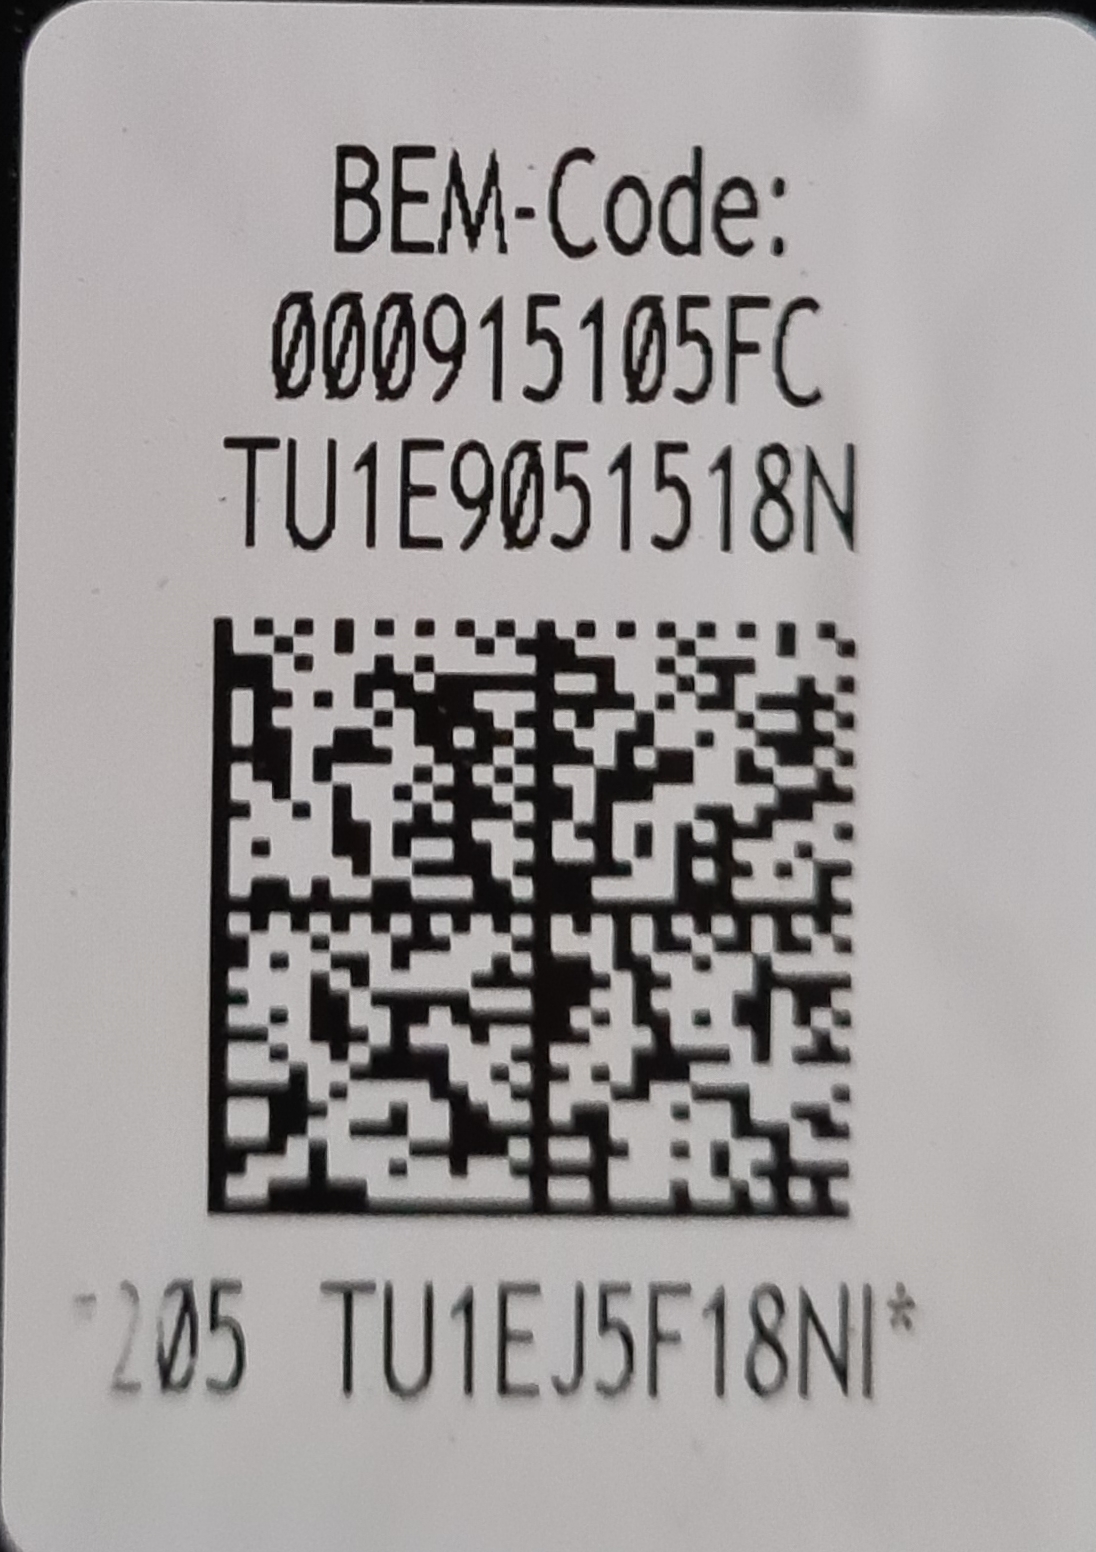 BEM-Code:
000915105FC
TU1E9051518N
205 TU1EJ5F18NI*